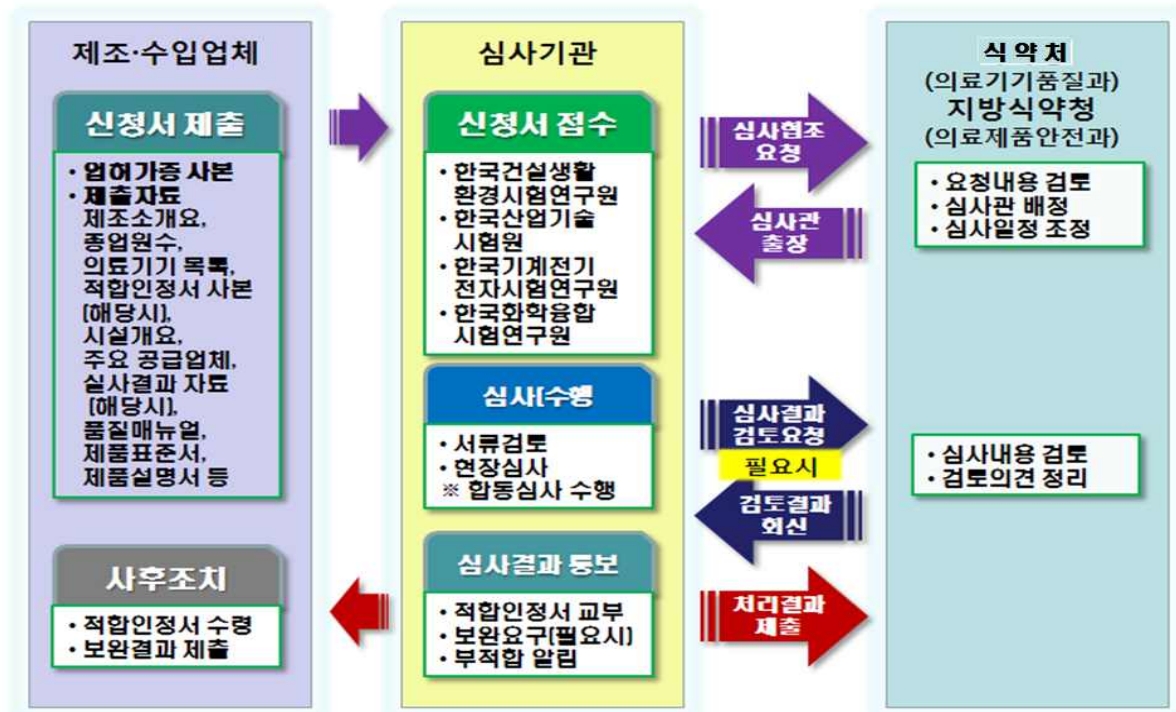 제조·수입업체
신청서 제출
• 업허가증 사본
• 제출자료
제조소개요,
종업원수,
의료기기 목록,
적합인정서 사본
(해당시),
시설개요,
주요 공급업체,
실사결과 자료
(해당시),
품질매뉴얼,
제품표준서,
제품설명서 등
사후조치
• 적합인정서 수령
• 보완결과 제출
심사기관
신청서 접수
• 한국건설생활
환경시험연구원
• 한국산업기술
시험원
• 한국기계전기
전자시험연구원
• 한국화학융합
시험연구원
심사(수행
• 서류검토
• 현장심사
※ 합동심사 수행
심사결과 통보
• 적합인정서 교부
• 보완요구(필요시)
• 부적합 알림
심사협조
요청
심사관
출장
심사결과
검토요청
필요시
검토결과
회신
처리결과
제출
식약처
(의료기기품질과)
지방식약청
(의료제품안전과)
• 요청내용 검토
• 심사관 배정
• 심사일정 조정
• 심사내용 검토
• 검토의견 정리